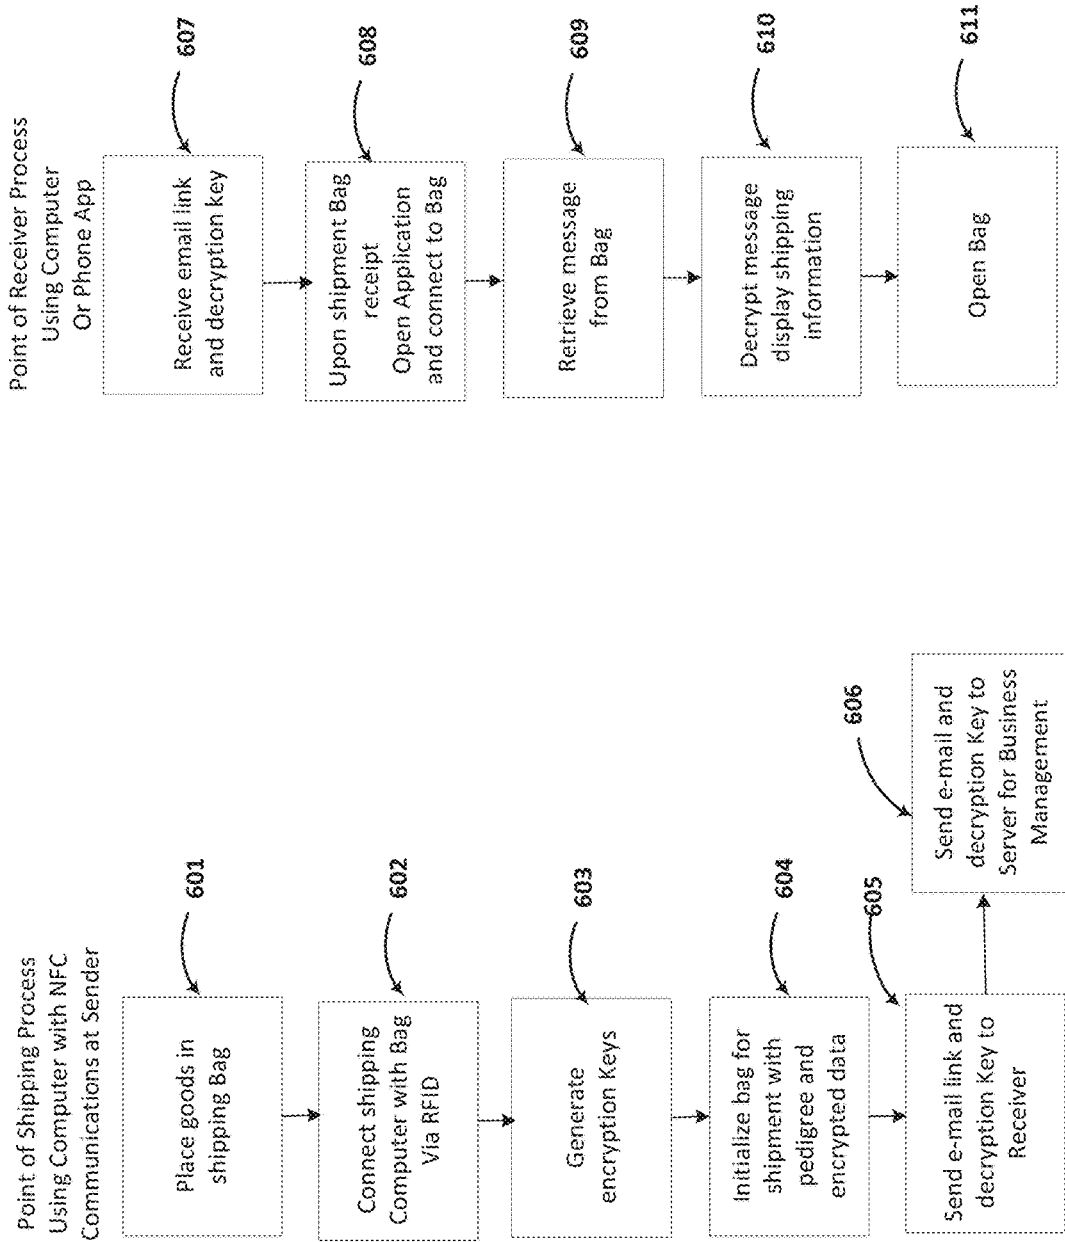 Point of Shipping Process
Using Computer with NFC
Communications at Sender
Place goods in
shipping Bag
601
Connect shipping
Computer with Bag
Via RFID
602
Generate
encryption Keys
603
Initialize bag for
shipment with
pedigree and
encrypted data
604
Send e-mail link and
decryption Key to
Receiver
605
Send e-mail and
decryption Key to
Server for Business
Management
606
Point of Receiver Process
Using Computer
Or Phone App
Receive email link
and decryption key
607
Upon shipment Bag
receipt
Open Application
and connect to Bag
608
Retrieve message
from Bag
609
Decrypt message
display shipping
information
610
Open Bag
611